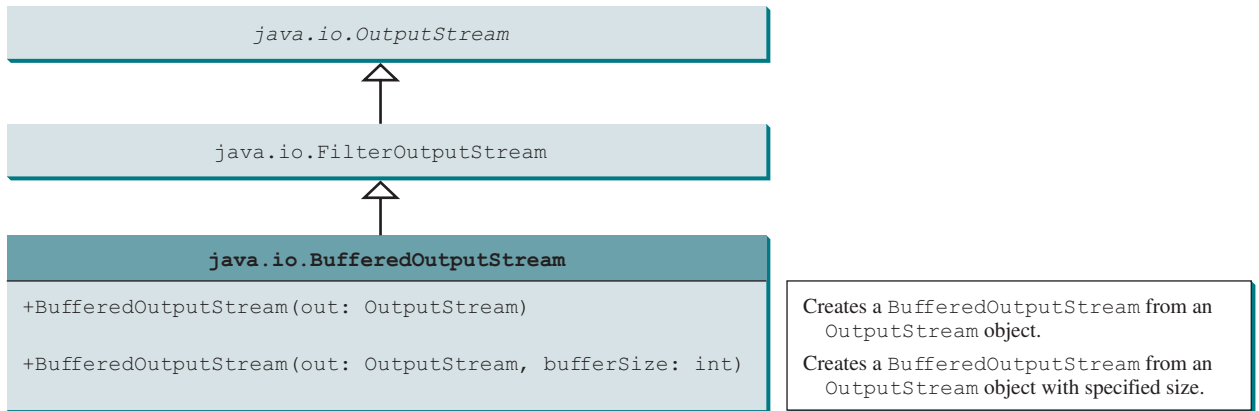 java.io.OutputStream
java.io.FilterOutputStream
java.io.BufferedOutputStream
+BufferedOutputStream(out: OutputStream)
+BufferedOutputStream(out: OutputStream, bufferSize: int)
Creates a BufferedOutputStream from an
OutputStream object.
Creates a BufferedOutputStream from an
OutputStream object with specified size.